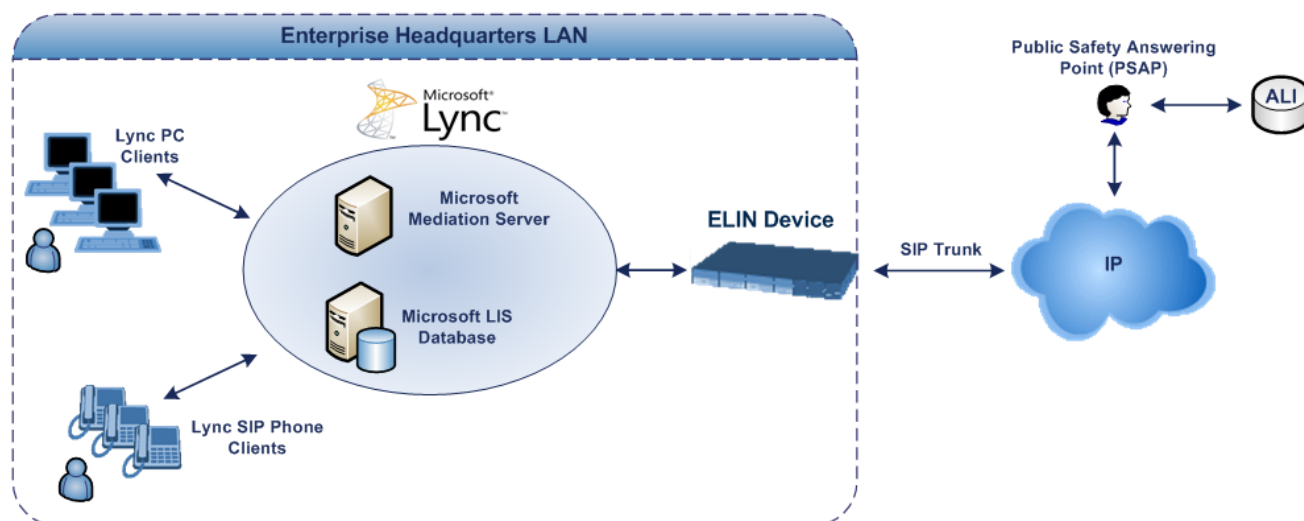 Enterprise Headquarters LAN
Microsoft®
Lync™
Lync PC
Clients
Microsoft
Mediation Server
Microsoft LIS
Database
Lync SIP Phone
Clients
ELIN Device
SIP Trunk
IP
Public Safety Answering
Point (PSAP)
ALI